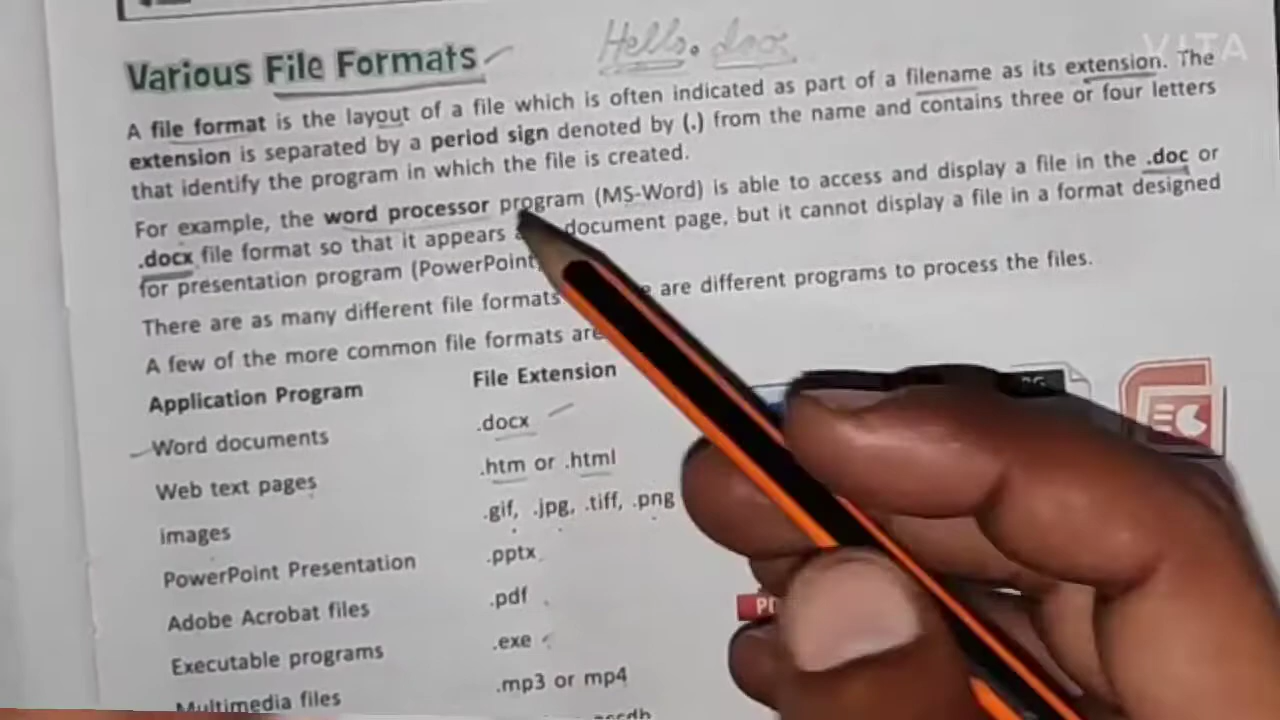 Hello. docx
VITA
Various File Formats
A file format is the layout of a file which is often indicated as part of a filename as its extension. The
extension is separated by a period sign denoted by (.) from the name and contains three or four letters
that identify the program in which the file is created.
For example, the word processor program (MS-Word) is able to access and display a file in the .doc or
.docx file format so that it appears document page, but it cannot display a file in a format designed
for presentation program (PowerPoint)
There are as many different file formats are different programs to process the files.
A few of the more common file formats are
Application Program File Extension
Word documents .docx
Web text pages .htm or .html
images .gif, .jpg, .tiff, .png
PowerPoint Presentation .pptx
Adobe Acrobat files .pdf
Executable programs .exe
Multimedia files .mp3 or mp4